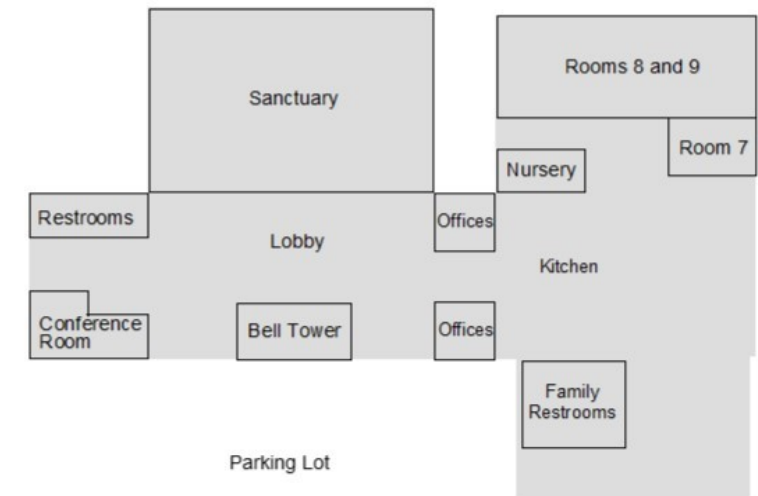 Sanctuary
Rooms 8 and 9
Room 7
Nursery
Restrooms
Lobby
Offices
Kitchen
Conference
Room
Bell Tower
Offices
Family
Restrooms
Parking Lot